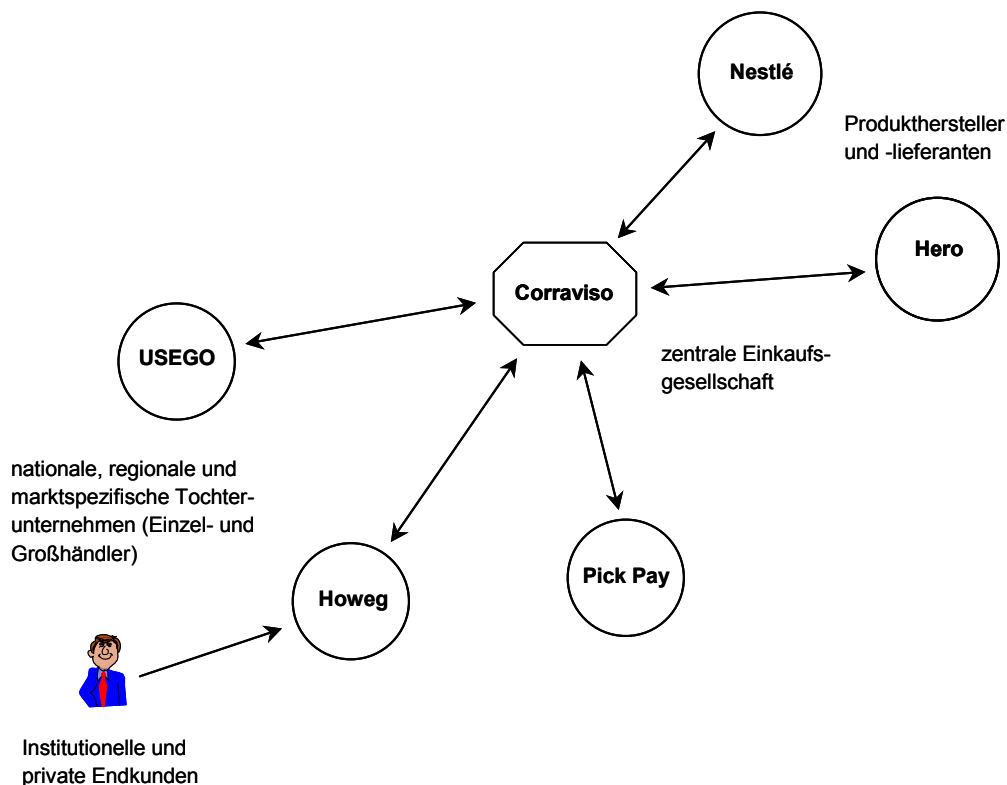 Nestlé
Produkthersteller
und -lieferanten
Hero
Corraviso
USEGO
zentrale Einkaufs-
gesellschaft
nationale, regionale und
marktspezifische Tochter-
unternehmen (Einzel- und
Großhändler)
Howeg
Pick Pay
Institutionelle und
private Endkunden